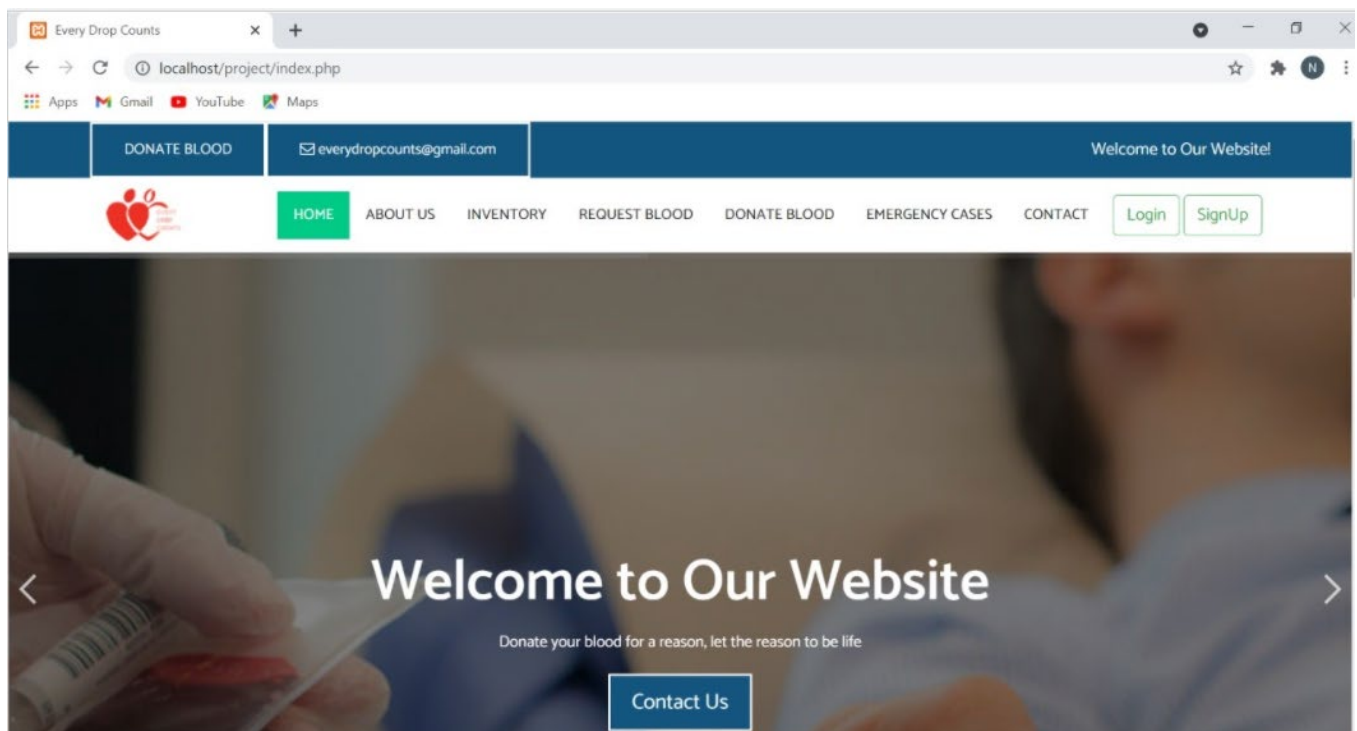 Every Drop Counts
localhost/project/index.php
Apps Gmail YouTube Maps
DONATE BLOOD everydropcounts@gmail.com Welcome to Our Website!
HOME ABOUT US INVENTORY REQUEST BLOOD DONATE BLOOD EMERGENCY CASES CONTACT Login SignUp
Welcome to Our Website
Donate your blood for a reason, let the reason to be life
Contact Us